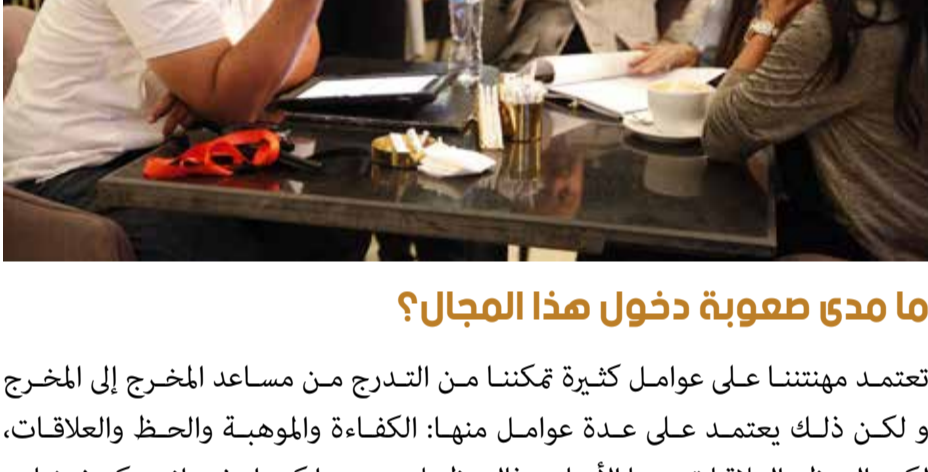 ما مدى صعوبة دخول هذا المجال؟
تعتمد مهنتننا على عوامل كثيرة تمكننا من التدرج من مساعد المخرج إلى المخرج
و لكن ذلك يعتمد على عدة عوامل منها: الكفاءة والموهبة والحظ والعلاقات،